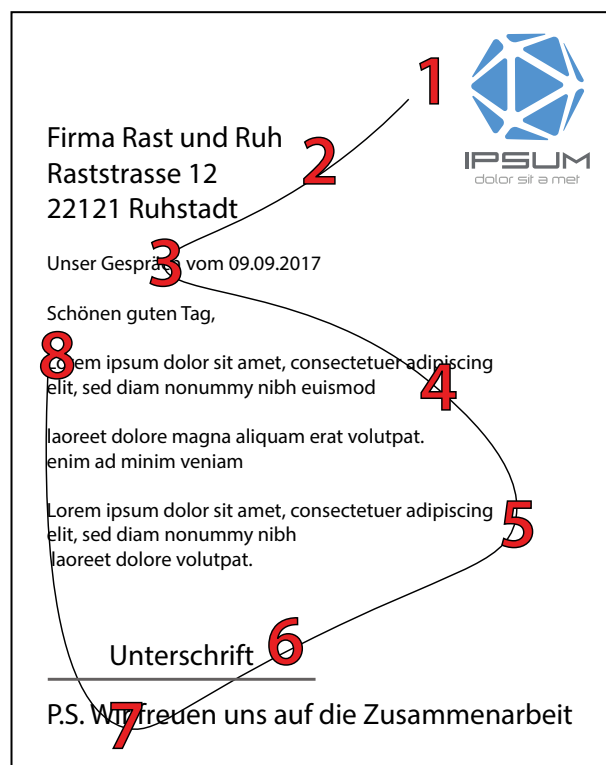 1
IPSUM
dolor sit a met
Firma Rast und Ruh
2
Raststrasse 12
22121 Ruhstadt
3
Unser Gespräch vom 09.09.2017
Schönen guten Tag,
8
Lorem ipsum dolor sit amet, consectetuer adipiscing
4
elit, sed diam nonummy nibh euismod
laoreet dolore magna aliquam erat volutpat.
enim ad minim veniam
Lorem ipsum dolor sit amet, consectetuer adipiscing
5
elit, sed diam nonummy nibh
laoreet dolore volutpat.
6
Unterschrift
7
P.S. Wir freuen uns auf die Zusammenarbeit